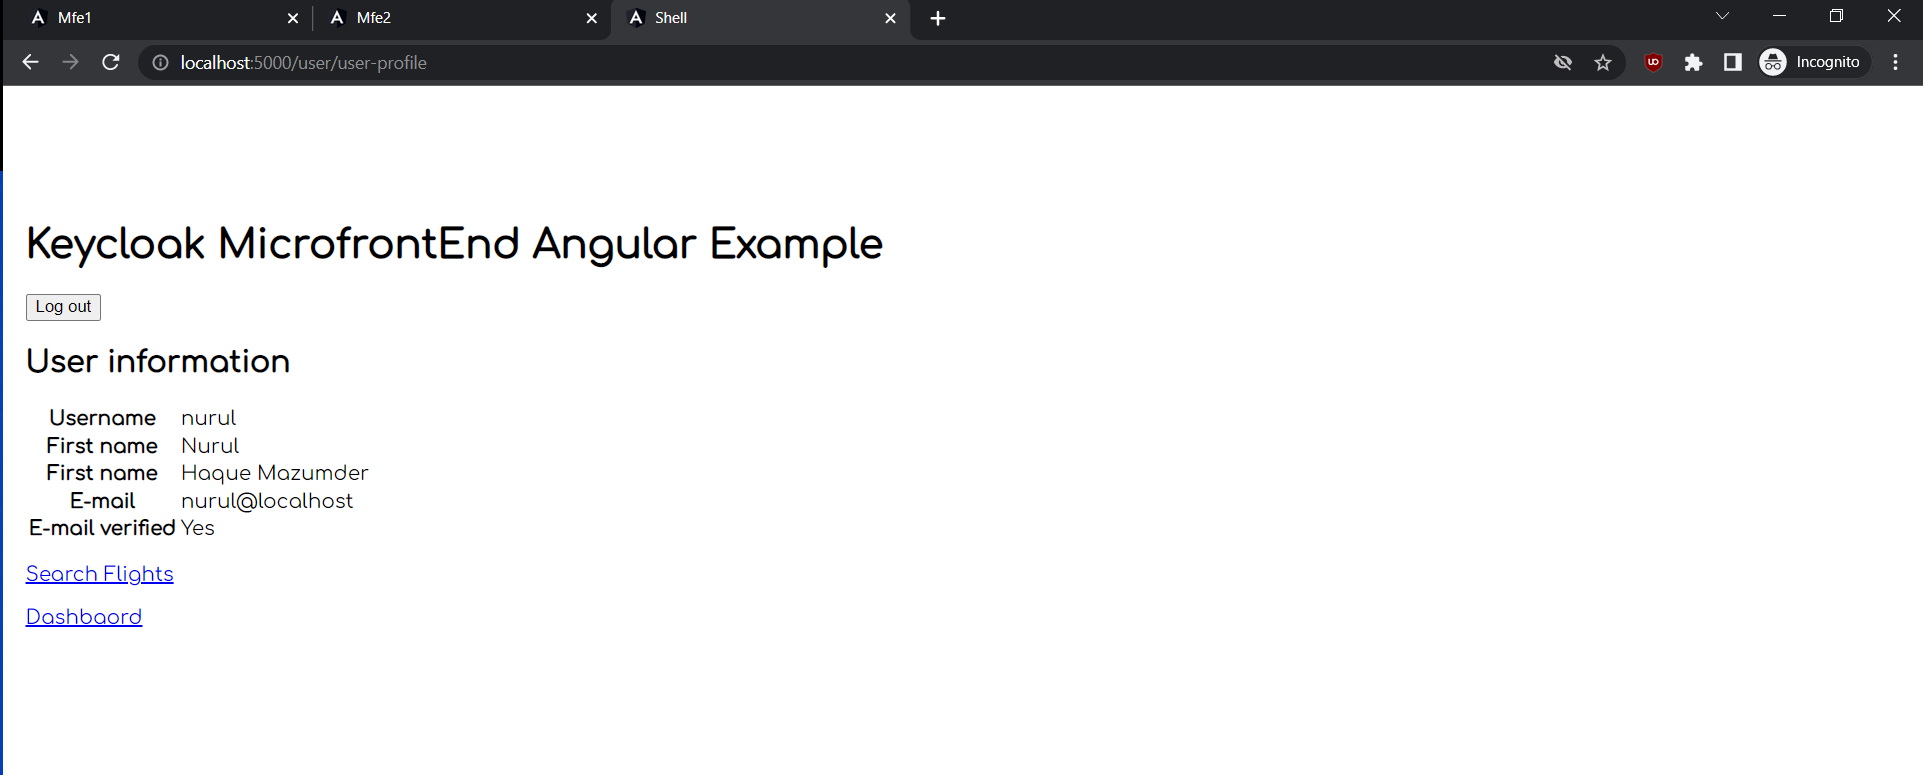 Mfe1 Mfe2 Shell
localhost:5000/user/user-profile Incognito
Keycloak MicrofrontEnd Angular Example
Log out
User information
Username nurul
First name Nurul
First name Haque Mazumder
E-mail nurul@localhost
E-mail verified Yes
Search Flights
Dashbaord